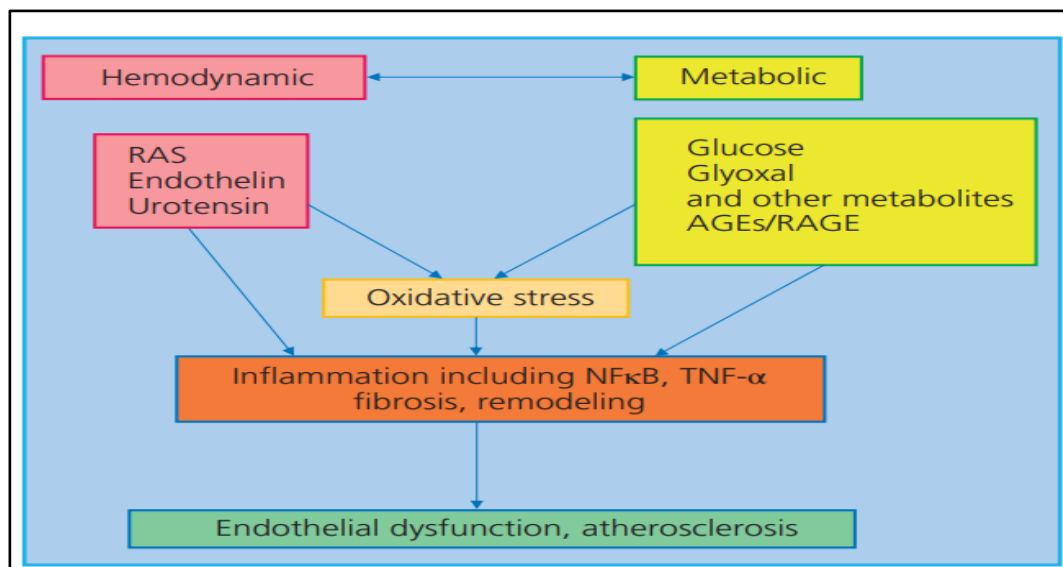 Hemodynamic
Metabolic
RAS
Endothelin
Urotensin
Glucose
Glyoxal
and other metabolites
AGEs/RAGE
Oxidative stress
Inflammation including NFκB, TNF-α
fibrosis, remodeling
Endothelial dysfunction, atherosclerosis